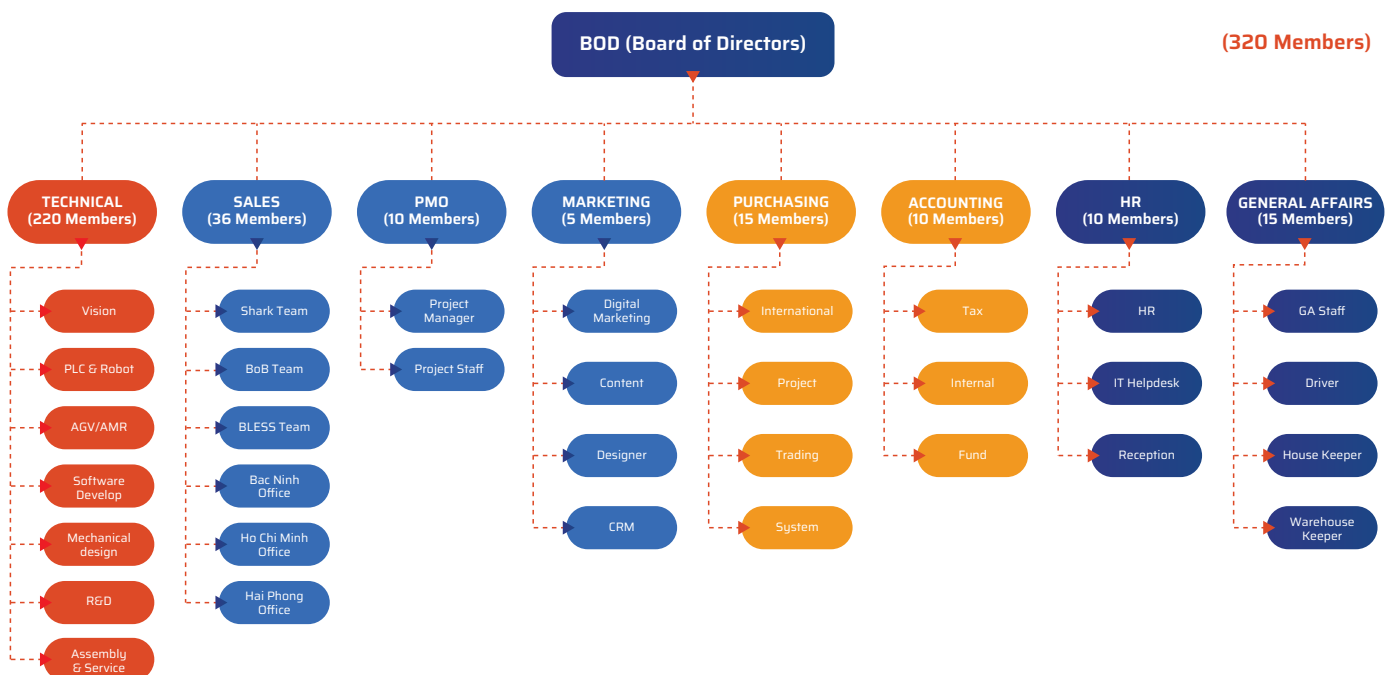 BOD (Board of Directors)
(320 Members)
TECHNICAL
(220 Members)
SALES
(36 Members)
PMO
(10 Members)
MARKETING
(5 Members)
PURCHASING
(15 Members)
ACCOUNTING
(10 Members)
HR
(10 Members)
GENERAL AFFAIRS
(15 Members)
Vision
PLC & Robot
AGV/AMR
Software
Develop
Mechanical
design
R&D
Assembly
& Service
Shark Team
BoB Team
BLESS Team
Bac Ninh
Office
Ho Chi Minh
Office
Hai Phong
Office
Project
Manager
Project Staff
Digital
Marketing
Content
Designer
CRM
International
Project
Trading
System
Tax
Internal
Fund
HR
IT Helpdesk
Reception
GA Staff
Driver
House Keeper
Warehouse
Keeper